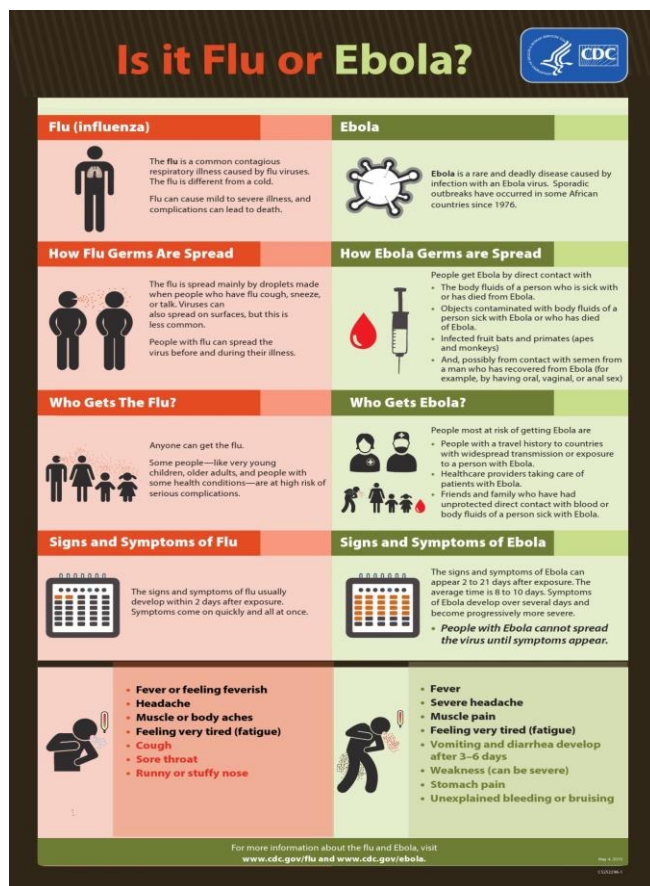 Is it Flu or Ebola?
CDC
Flu (influenza)
The flu is a common contagious
respiratory illness caused by flu viruses.
The flu is different from a cold.
Flu can cause mild to severe illness, and
complications can lead to death.
Ebola
Ebola is a rare and deadly disease caused by
infection with an Ebola virus. Sporadic
outbreaks have occurred in some African
countries since 1976.
How Flu Germs Are Spread
The flu is spread mainly by droplets made
when people who have flu cough, sneeze,
or talk. Viruses can
also spread on surfaces, but this is
less common.
People with flu can spread the
virus before and during their illness.
How Ebola Germs are Spread
People get Ebola by direct contact with
• The body fluids of a person who is sick with
or has died from Ebola.
• Objects contaminated with body fluids of a
person sick with Ebola or who has died
of Ebola.
• Infected fruit bats and primates (apes
and monkeys)
• And, possibly from contact with semen from
a man who has recovered from Ebola (for
example, by having oral, vaginal, or anal sex)
Who Gets The Flu?
Anyone can get the flu.
Some people—like very young
children, older adults, and people with
some health conditions—are at high risk of
serious complications.
Who Gets Ebola?
People most at risk of getting Ebola are
• People with a travel history to countries
with widespread transmission or exposure
to a person with Ebola.
• Healthcare providers taking care of
patients with Ebola.
• Friends and family who have had
unprotected direct contact with blood or
body fluids of a person sick with Ebola.
Signs and Symptoms of Flu
The signs and symptoms of flu usually
develop within 2 days after exposure.
Symptoms come on quickly and all at once.
Signs and Symptoms of Ebola
The signs and symptoms of Ebola can
appear 2 to 21 days after exposure. The
average time is 8 to 10 days. Symptoms
of Ebola develop over several days and
become progressively more severe.
• People with Ebola cannot spread
the virus until symptoms appear.
• Fever or feeling feverish
• Headache
• Muscle or body aches
• Feeling very tired (fatigue)
• Cough
• Sore throat
• Runny or stuffy nose
• Fever
• Severe headache
• Muscle pain
• Feeling very tired (fatigue)
• Vomiting and diarrhea develop
after 3–6 days
• Weakness (can be severe)
• Stomach pain
• Unexplained bleeding or bruising
For more information about the flu and Ebola, visit
www.cdc.gov/flu and www.cdc.gov/ebola.